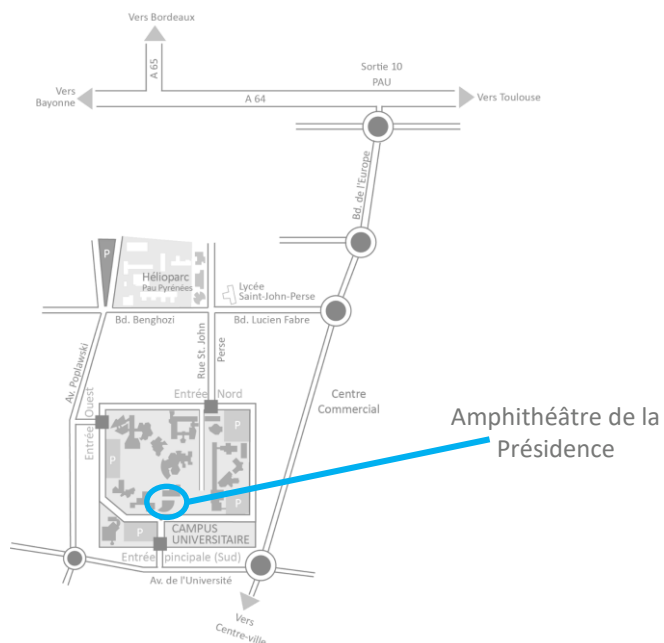 Vers Bordeaux
A 65
Sortie 10
PAU
Vers
Bayonne
A 64
Vers Toulouse
Bd. de l'Europe
P
Hélioparc
Pau Pyrénées
Lycée
Saint-John-Perse
Bd. Benghozi
Bd. Lucien Fabre
Rue St. John
Perse
Av. Poplawski
Entrée Nord
Entrée Ouest
Centre
Commercial
Amphithéâtre de la
Présidence
P
P
P
P
CAMPUS
UNIVERSITAIRE
Entrée pincipale (Sud)
Av. de l'Université
Vers
Centre-ville